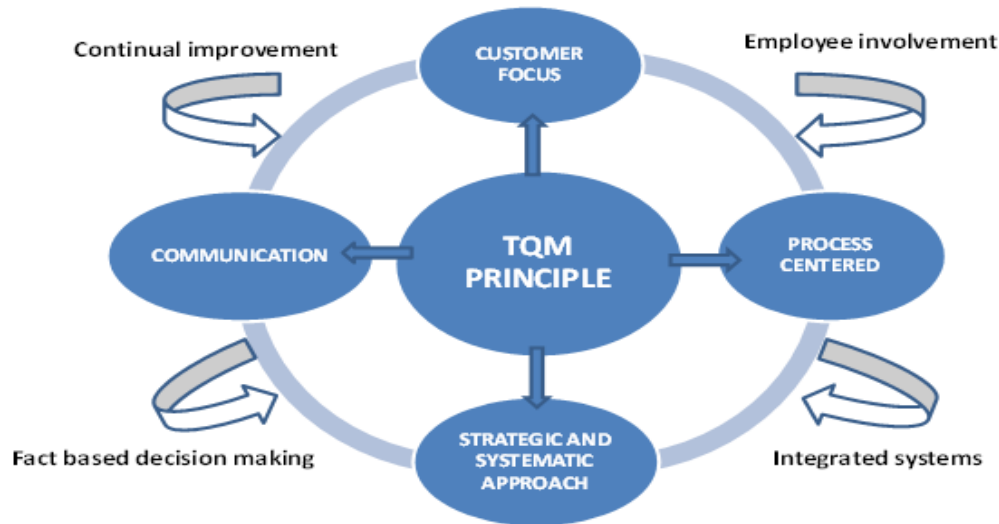 Continual improvement
CUSTOMER
FOCUS
Employee involvement
COMMUNICATION
TQM
PRINCIPLE
PROCESS
CENTERED
Fact based decision making
STRATEGIC AND
SYSTEMATIC
APPROACH
Integrated systems